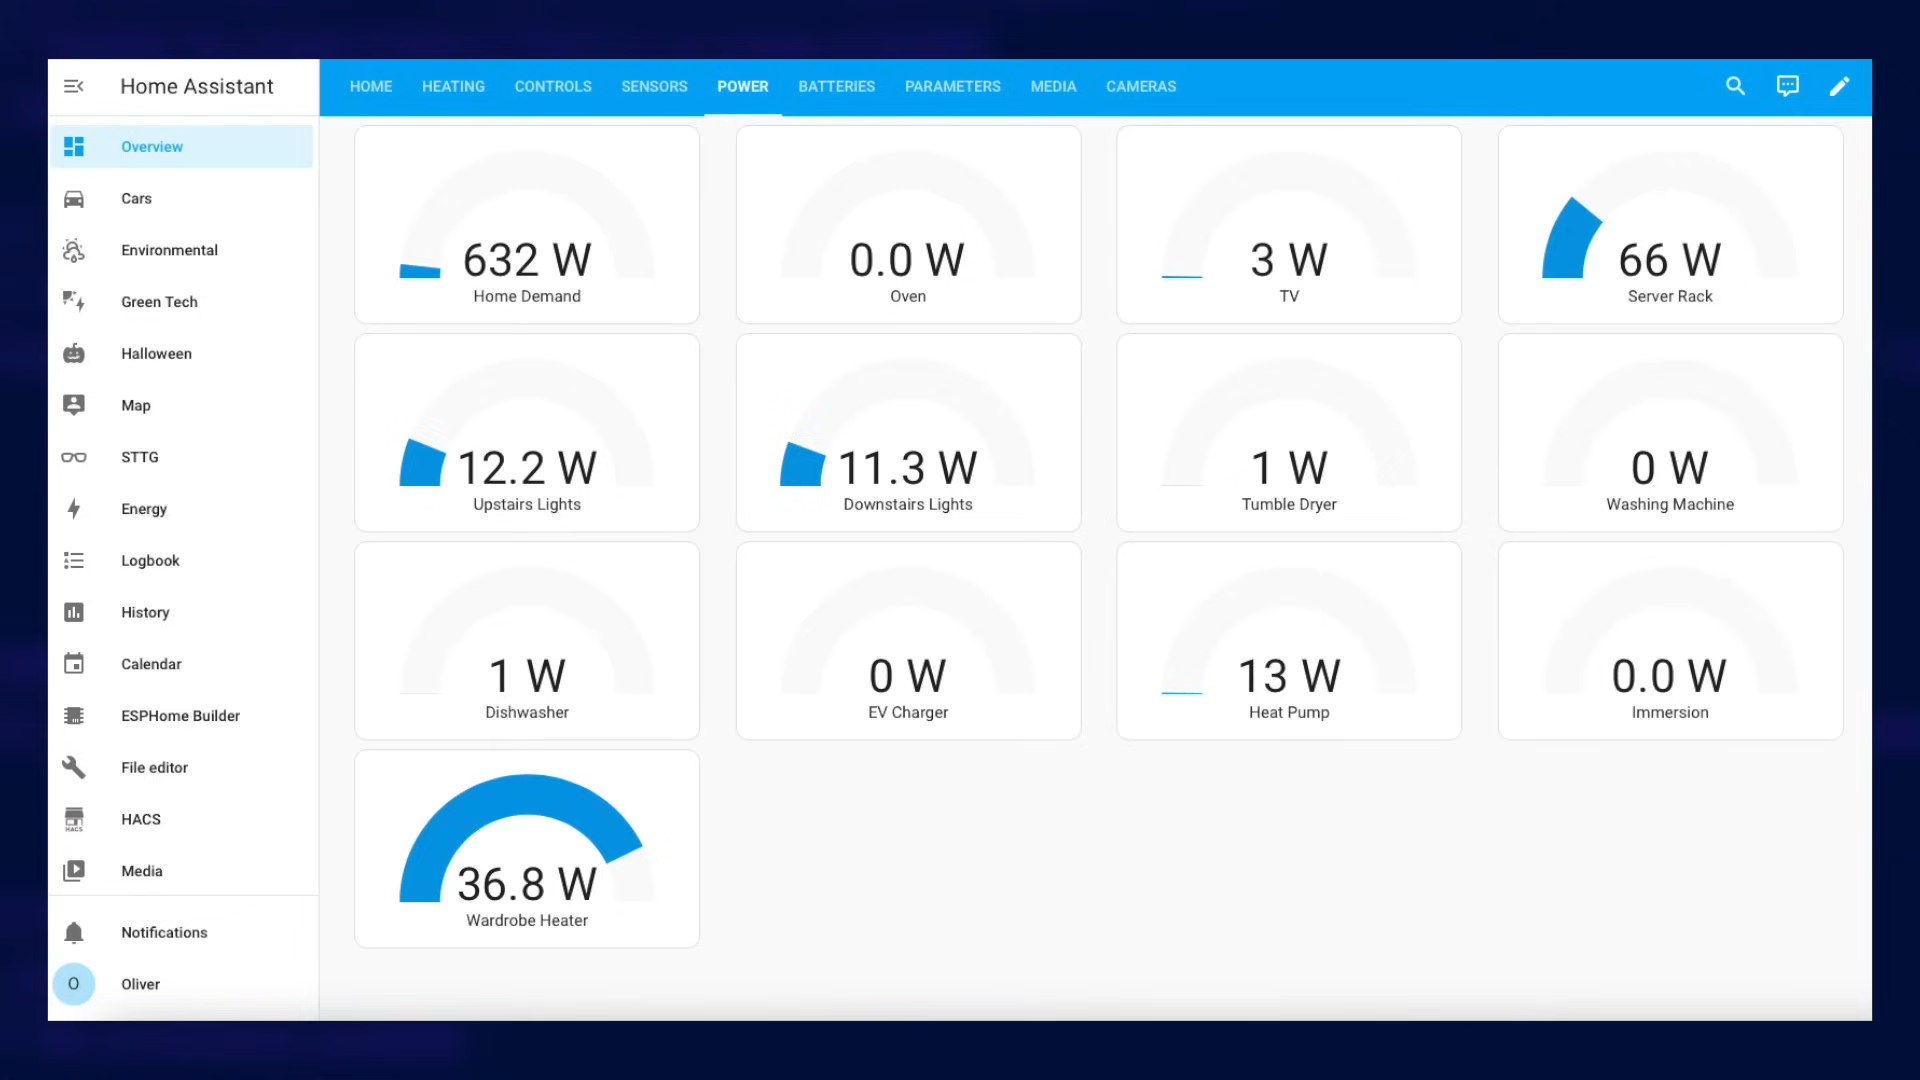 Home Assistant
HOME HEATING CONTROLS SENSORS POWER BATTERIES PARAMETERS MEDIA CAMERAS
Overview
Cars
Environmental
Green Tech
Halloween
Map
STTG
Energy
Logbook
History
Calendar
ESPHome Builder
File editor
HACS
HACS
Media
Notifications
O
Oliver
632 W
Home Demand
0.0 W
Oven
3 W
TV
66 W
Server Rack
12.2 W
Upstairs Lights
11.3 W
Downstairs Lights
1 W
Tumble Dryer
0 W
Washing Machine
1 W
Dishwasher
0 W
EV Charger
13 W
Heat Pump
0.0 W
Immersion
36.8 W
Wardrobe Heater